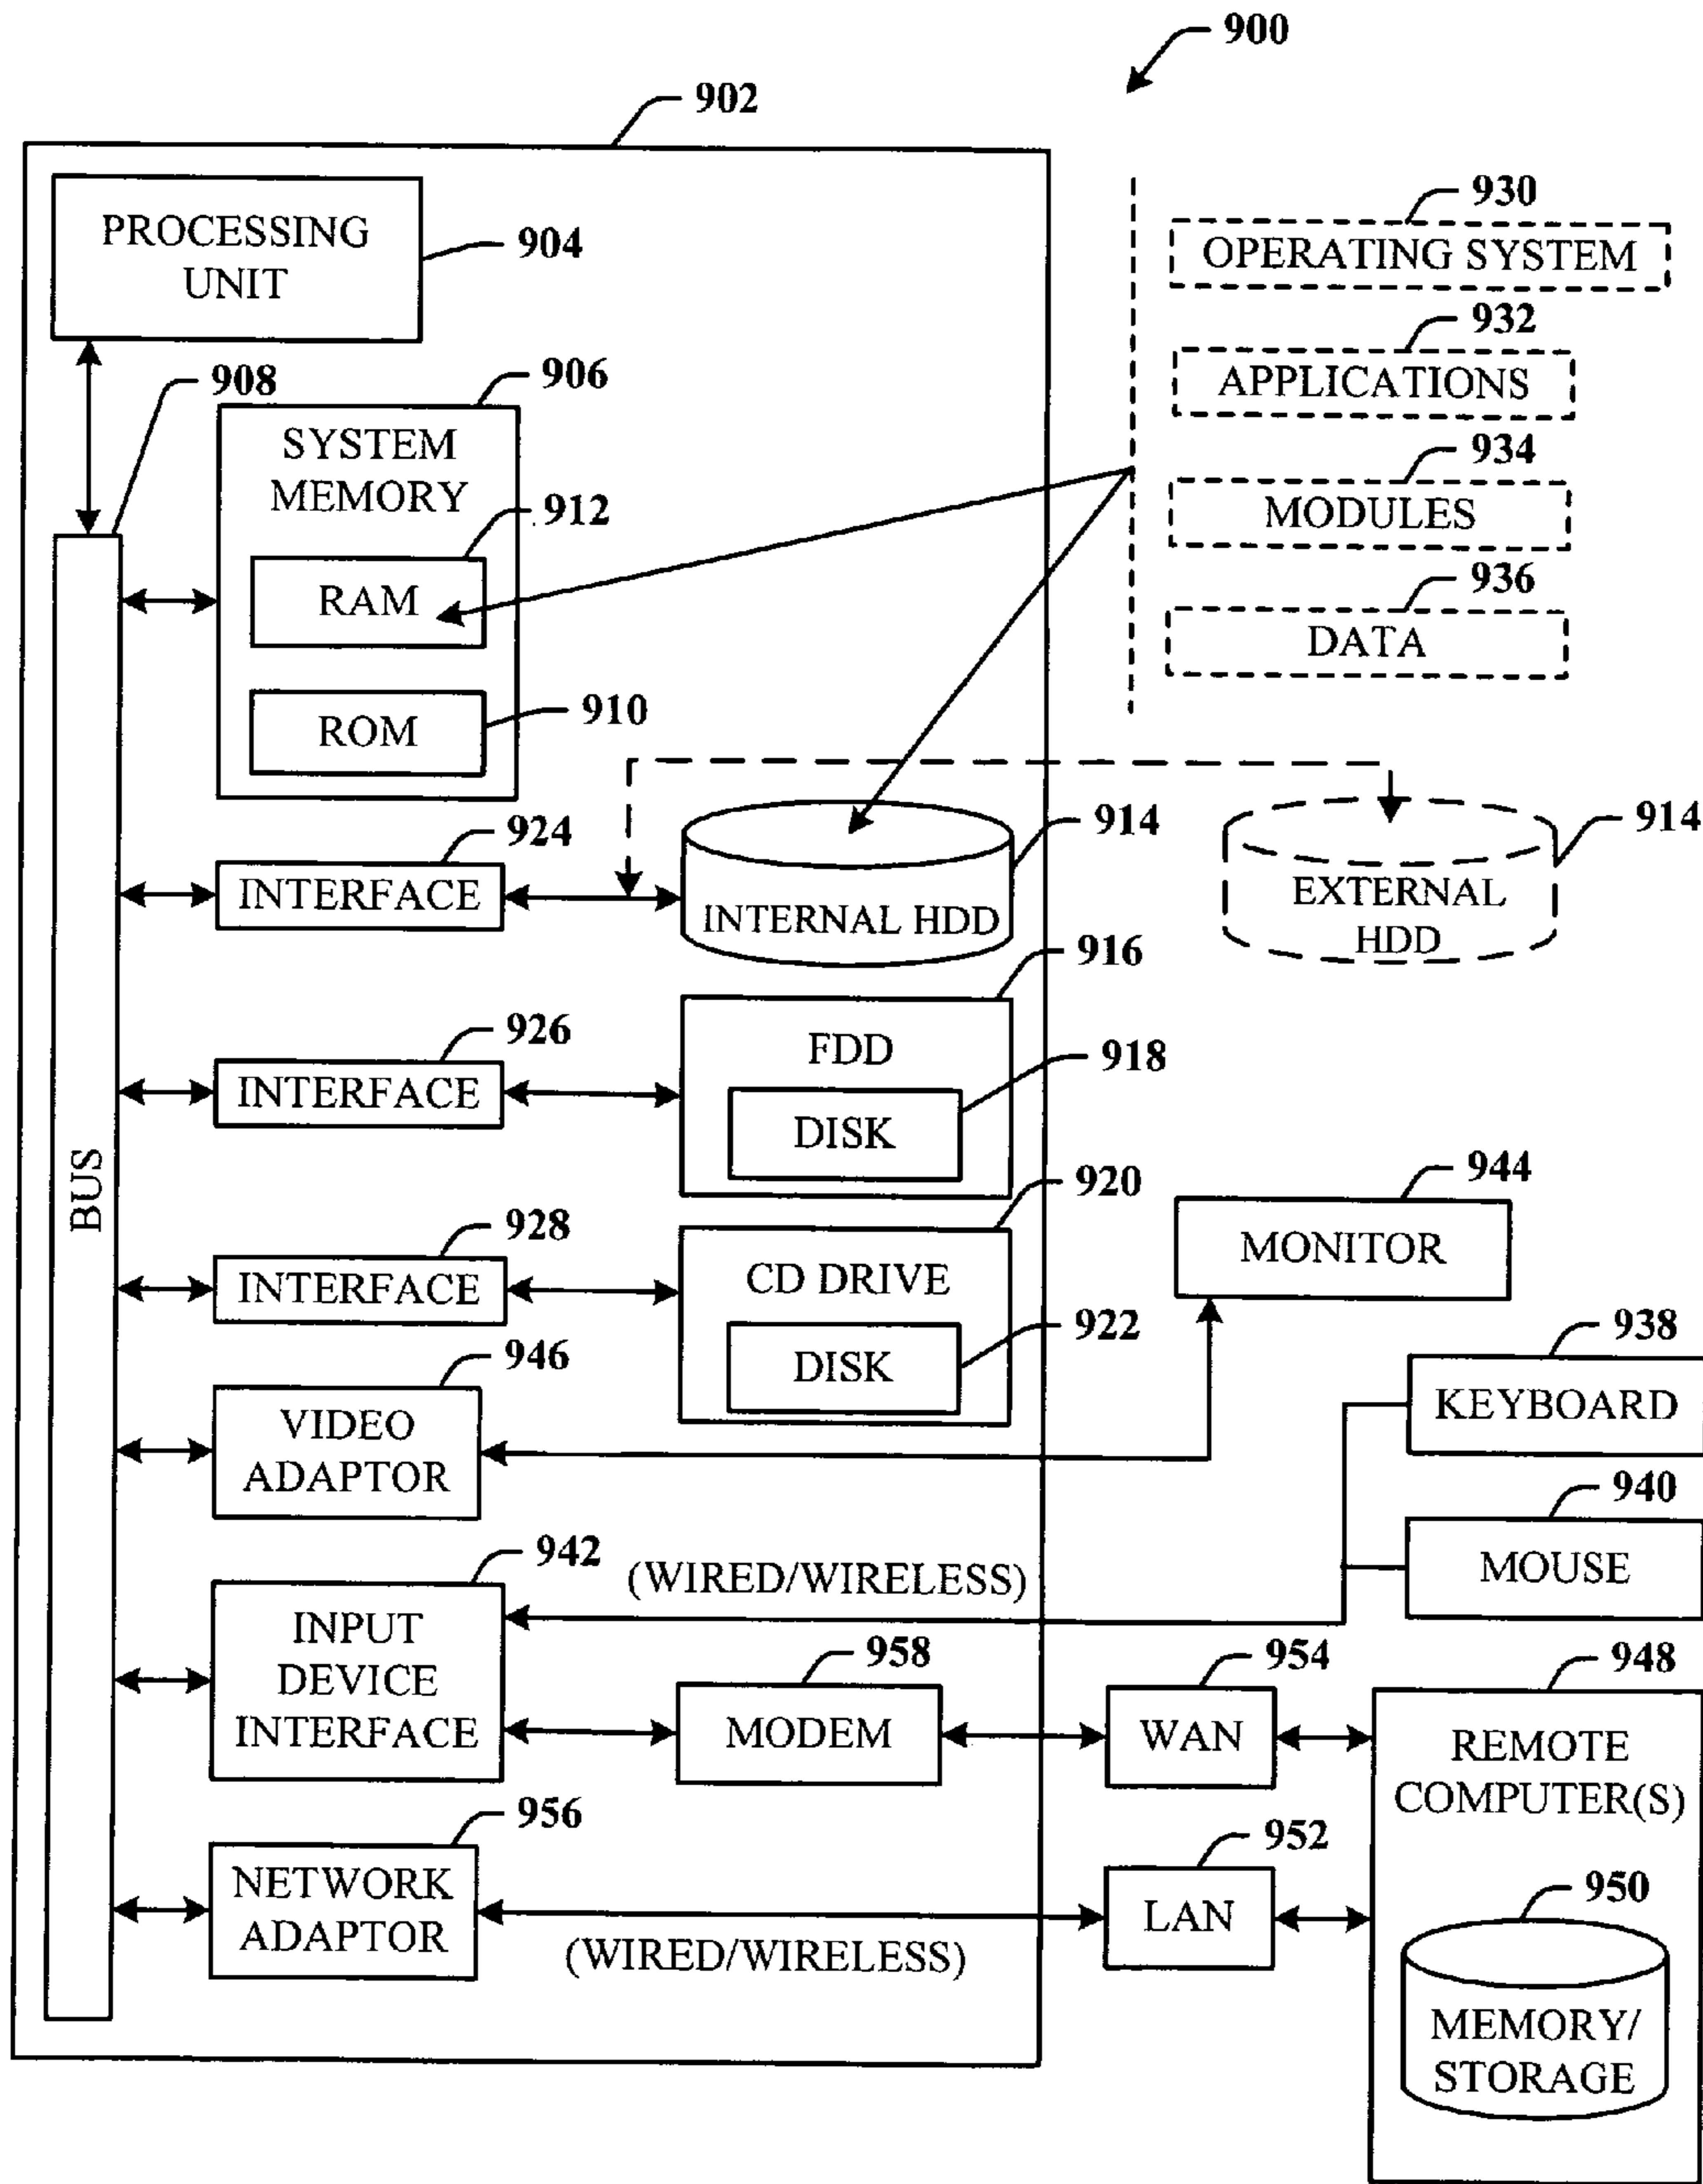 900
902
PROCESSING
UNIT
904
930
OPERATING SYSTEM
932
APPLICATIONS
934
MODULES
936
DATA
908
906
SYSTEM
MEMORY
912
RAM
ROM
910
924
INTERFACE
INTERNAL HDD
914
EXTERNAL
HDD
914
916
FDD
918
DISK
926
INTERFACE
BUS
920
CD DRIVE
922
DISK
928
INTERFACE
944
MONITOR
946
VIDEO
ADAPTOR
938
KEYBOARD
940
MOUSE
942
INPUT
DEVICE
INTERFACE
(WIRED/WIRELESS)
958
MODEM
954
WAN
948
REMOTE
COMPUTER(S)
956
NETWORK
ADAPTOR
(WIRED/WIRELESS)
952
LAN
950
MEMORY/
STORAGE